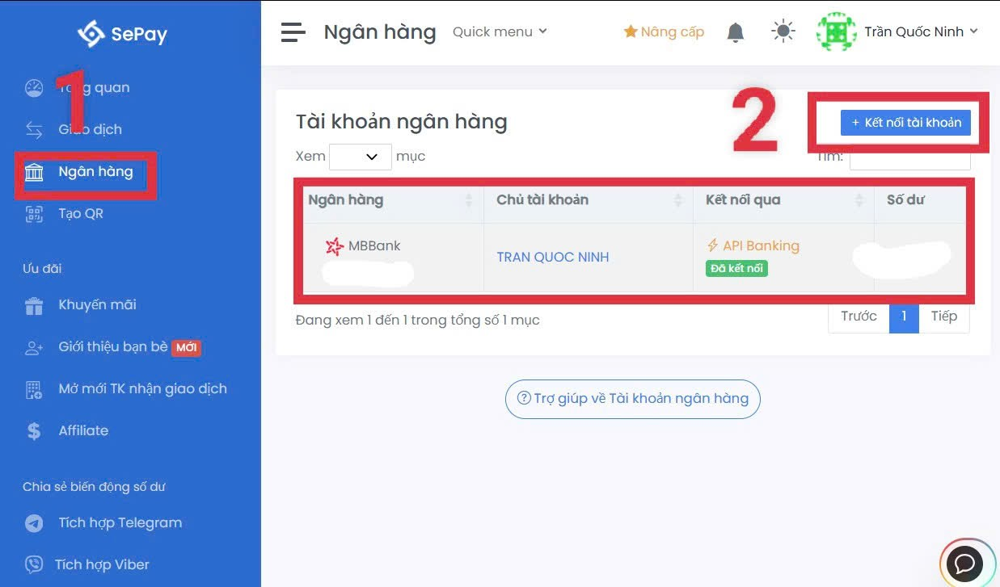 SePay
Ngân hàng
Quick menu
Nâng cấp
Trần Quốc Ninh
1
Tổng quan
Giao dịch
Ngân hàng
Tạo QR
Ưu đãi
Khuyến mãi
Giới thiệu bạn bè MỚI
Mở mới TK nhận giao dịch
Affiliate
Chia sẻ biến động số dư
Tích hợp Telegram
Tích hợp Viber
Tài khoản ngân hàng
2
+ Kết nối tài khoản
Xem mục
Tìm:
Ngân hàng Chủ tài khoản Kết nối qua Số dư
MBBank
TRAN QUOC NINH
API Banking
Đã kết nối
Đang xem 1 đến 1 trong tổng số 1 mục
Trước 1 Tiếp
Trợ giúp về Tài khoản ngân hàng